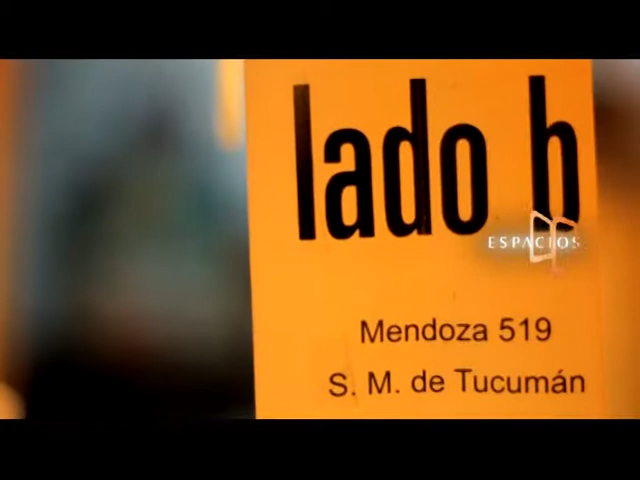 lado b
ESPACIOS
Mendoza 519
S. M. de Tucumán